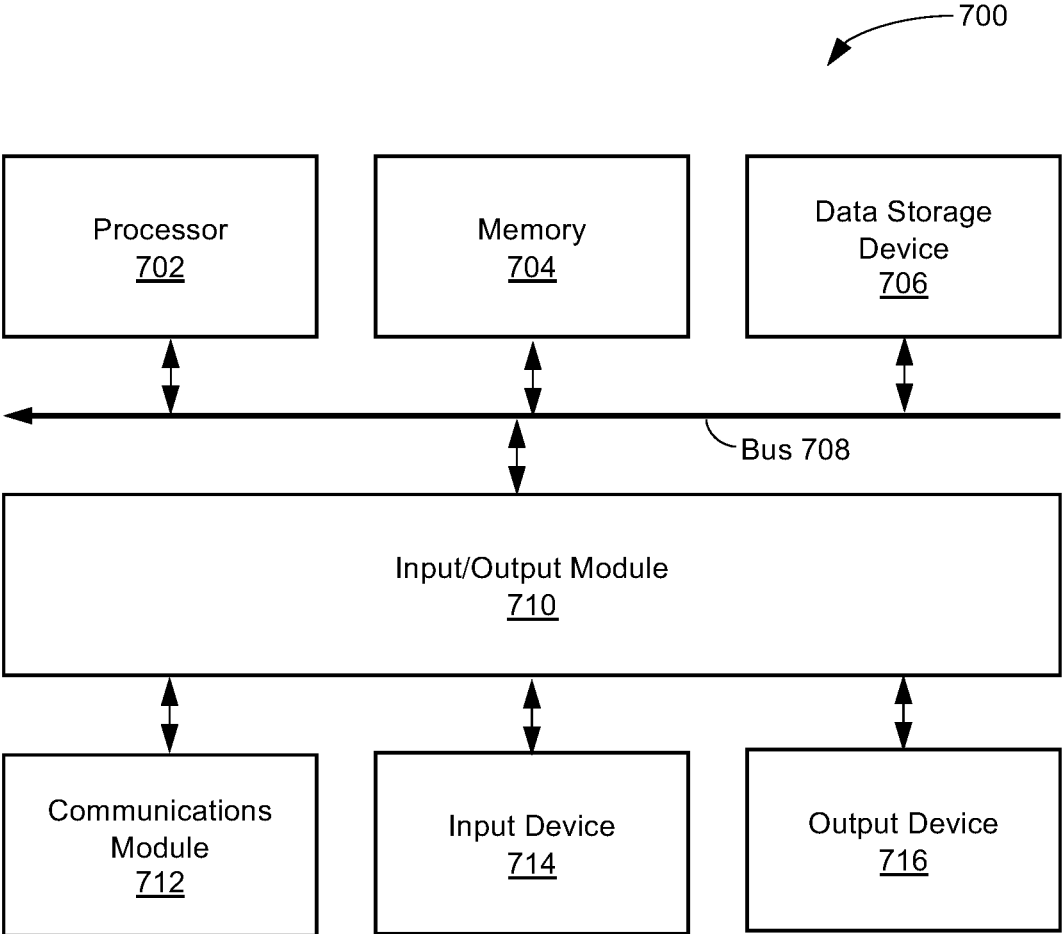 700
Processor
702
Memory
704
Data Storage
Device
706
Bus 708
Input/Output Module
710
Communications
Module
712
Input Device
714
Output Device
716